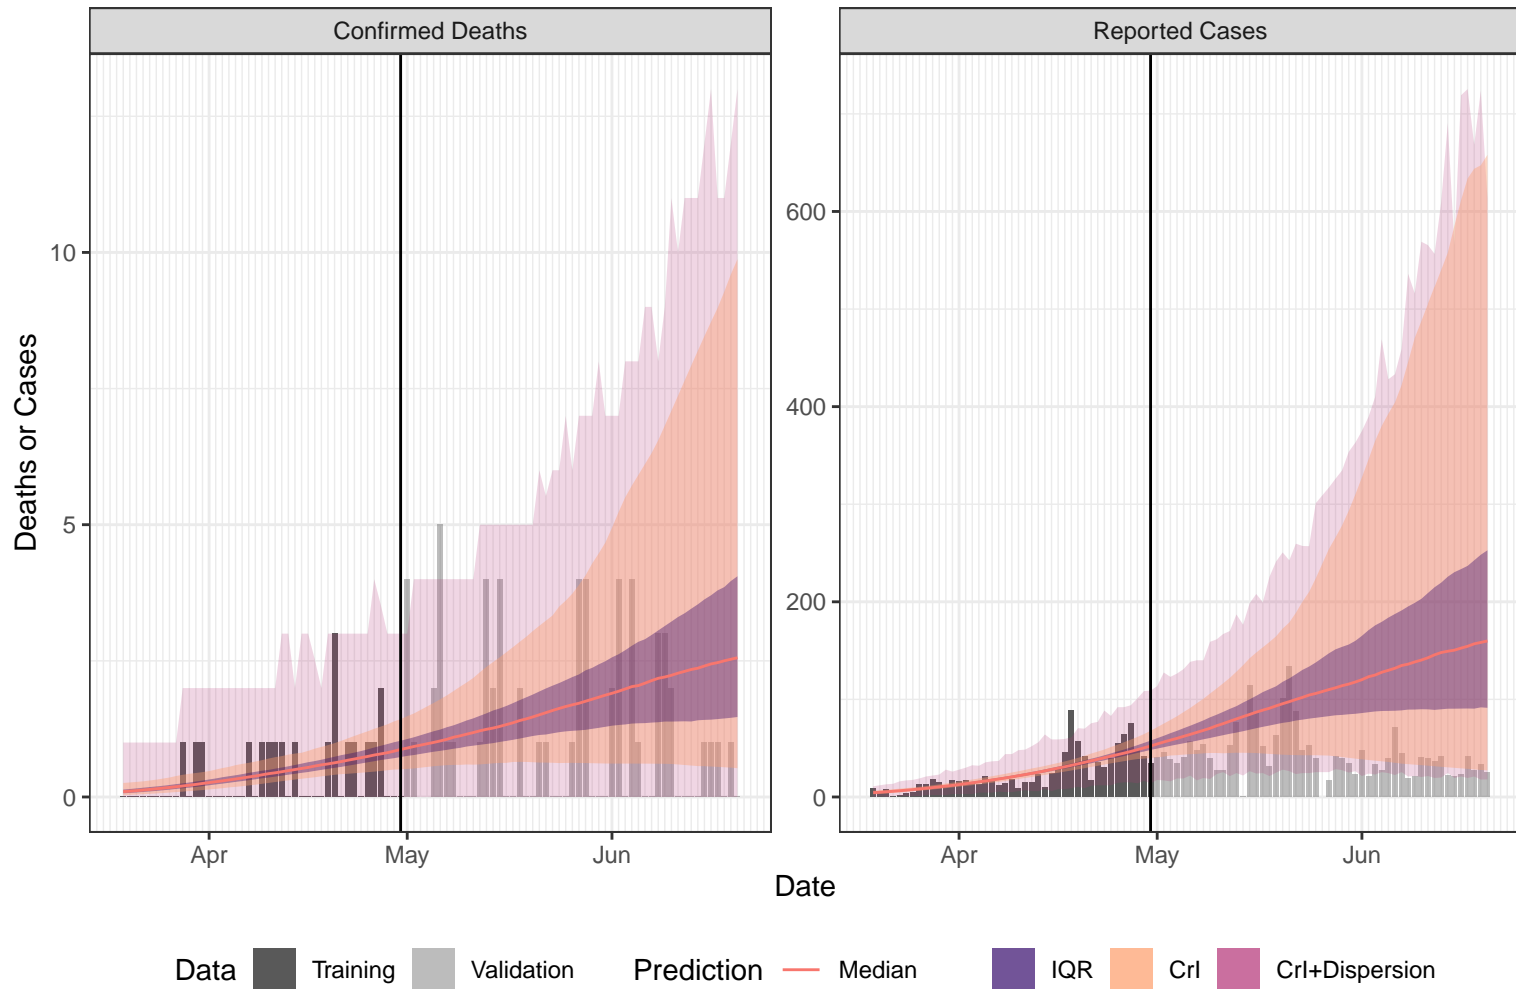 Confirmed Deaths
Reported Cases
Deaths or Cases
10
5
0
600
400
200
0
Apr
May
Jun
Apr
May
Jun
Date
Data
Training
Validation
Prediction
Median
IQR
CrI
CrI+Dispersion